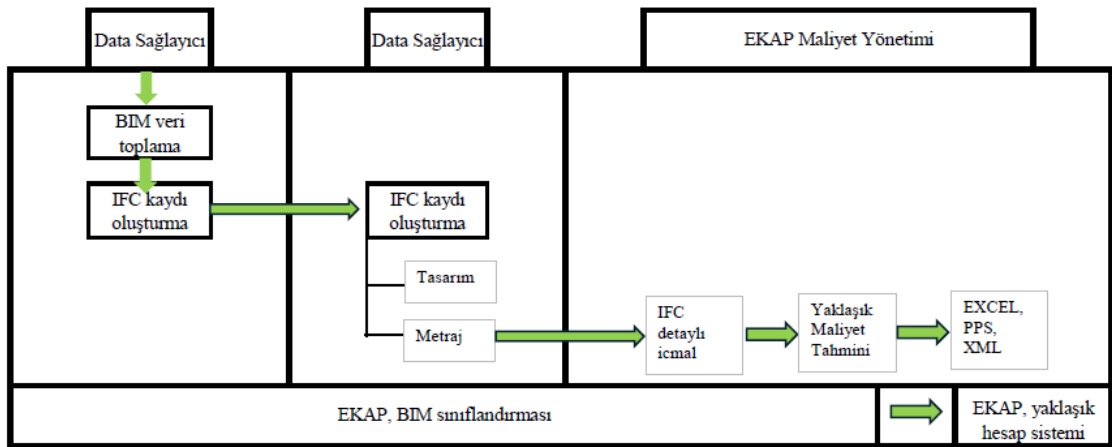 Data Sağlayıcı
Data Sağlayıcı
EKAP Maliyet Yönetimi
BIM veri
toplama
IFC kaydı
oluşturma
IFC kaydı
oluşturma
Tasarım
Metraj
IFC
detaylı
icmal
Yaklaşık
Maliyet
Tahmini
EXCEL,
PPS,
XML
EKAP, BIM sınıflandırması
EKAP, yaklaşık
hesap sistemi